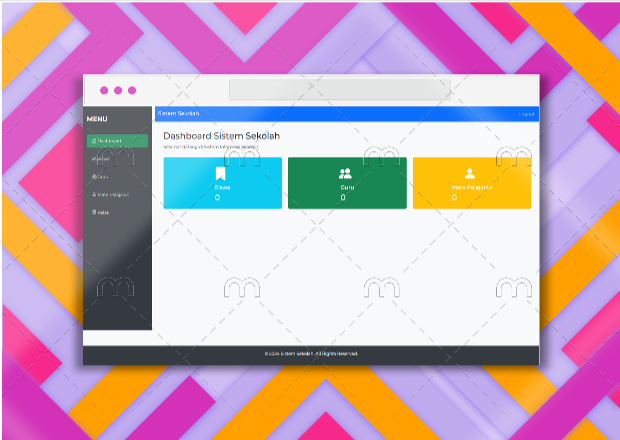 MENU
Sistem Sekolah
Logout
Dashboard
Siswa
Guru
Mata Pelajaran
Kelas
Dashboard Sistem Sekolah
Selamat datang di Sistem Informasi Sekolah
Siswa
0
Guru
0
Mata Pelajaran
0
© 2024 Sistem Sekolah. All Rights Reserved.